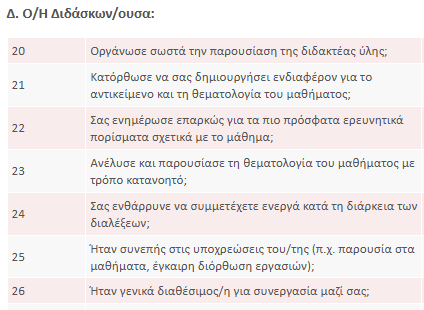 Δ. Ο/Η Διδάσκων/ουσα:
20 Οργάνωσε σωστά την παρουσίαση της διδακτέας ύλης;
21 Κατόρθωσε να σας δημιουργήσει ενδιαφέρον για το
αντικείμενο και τη θεματολογία του μαθήματος;
22 Σας ενημέρωσε επαρκώς για τα πιο πρόσφατα ερευνητικά
πορίσματα σχετικά με το μάθημα;
23 Ανέλυσε και παρουσίασε τη θεματολογία του μαθήματος με
τρόπο κατανοητό;
24 Σας ενθάρρυνε να συμμετέχετε ενεργά κατά τη διάρκεια των
διαλέξεων;
25 Ήταν συνεπής στις υποχρεώσεις του/της (π.χ. παρουσία στα
μαθήματα, έγκαιρη διόρθωση εργασιών);
26 Ήταν γενικά διαθέσιμος/η για συνεργασία μαζί σας;